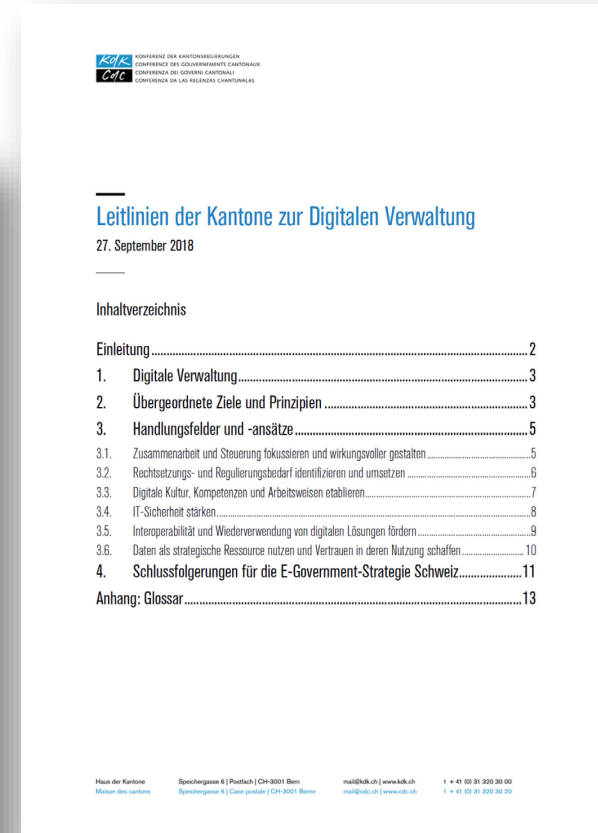 KdK
CdC
KONFERENZ DER KANTONSREGIERUNGEN
CONFERENCE DES GOUVERNEMENTS CANTONAUX
CONFERENZA DEI GOVERNI CANTONALI
CONFERENZA DA LAS REGENZAS CHANTUNALAS
Leitlinien der Kantone zur Digitalen Verwaltung
27. September 2018
Inhaltverzeichnis
Einleitung 2
1. Digitale Verwaltung 3
2. Übergeordnete Ziele und Prinzipien 3
3. Handlungsfelder und -ansätze 5
3.1. Zusammenarbeit und Steuerung fokussieren und wirkungsvoller gestalten 5
3.2. Rechtsetzungs- und Regulierungsbedarf identifizieren und umsetzen 6
3.3. Digitale Kultur, Kompetenzen und Arbeitsweisen etablieren 7
3.4. IT-Sicherheit stärken 8
3.5. Interoperabilität und Wiederverwendung von digitalen Lösungen fördern 9
3.6. Daten als strategische Ressource nutzen und Vertrauen in deren Nutzung schaffen 10
4. Schlussfolgerungen für die E-Government-Strategie Schweiz 11
Anhang: Glossar 13
Haus der Kantone Speichergasse 6 | Postfach | CH-3001 Bern mail@kdk.ch | www.kdk.ch t + 41 (0) 31 320 30 00
Maison des cantons Speichergasse 6 | Case postale | CH-3001 Berne mail@cdc.ch | www.cdc.ch f + 41 (0) 31 320 30 20